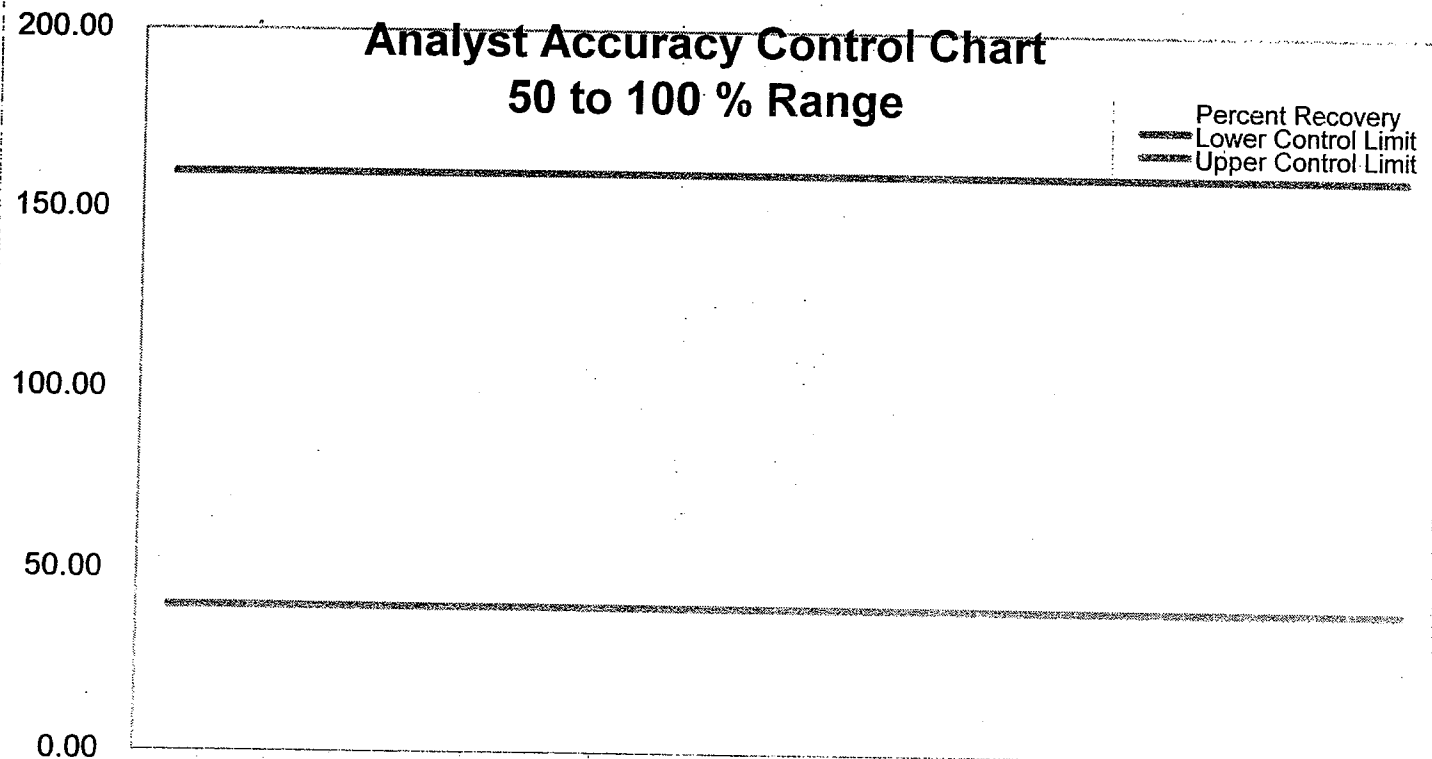 Analyst Accuracy Control Chart
50 to 100 % Range
Percent Recovery
Lower Control Limit
Upper Control Limit
200.00
150.00
100.00
50.00
0.00